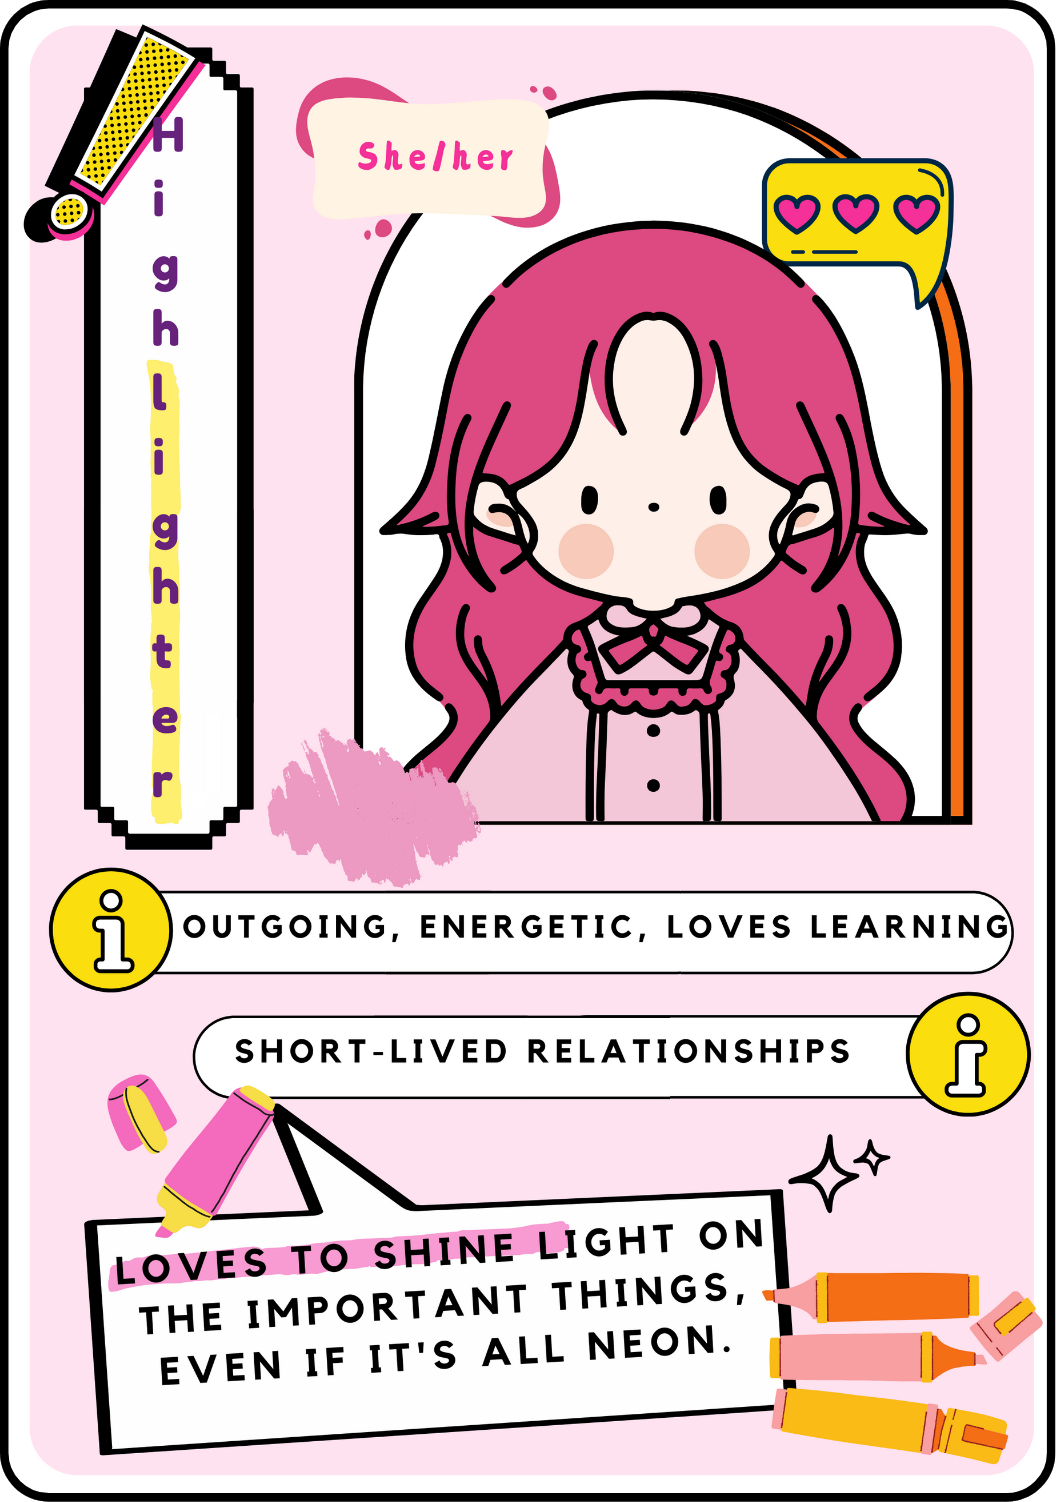 Highlighter
She/her
OUTGOING, ENERGETIC, LOVES LEARNING
SHORT-LIVED RELATIONSHIPS
LOVES TO SHINE LIGHT ON
THE IMPORTANT THINGS,
EVEN IF IT'S ALL NEON.